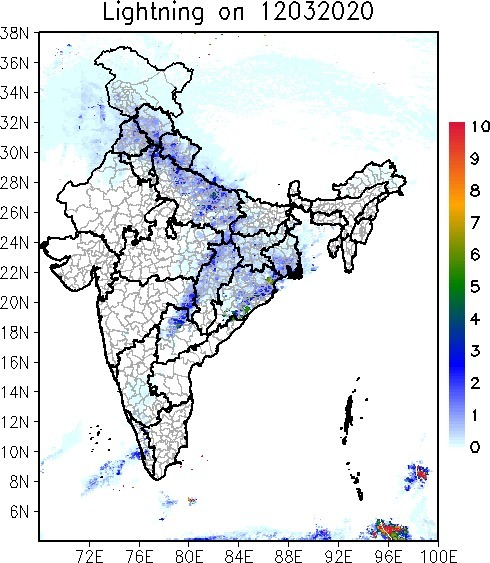 Lightning on 12032020
38N
36N
34N
32N
30N
28N
26N
24N
22N
20N
18N
16N
14N
12N
10N
8N
6N
72E 76E 80E 84E 88E 92E 96E 100E
10
9
8
7
6
5
4
3
2
1
0